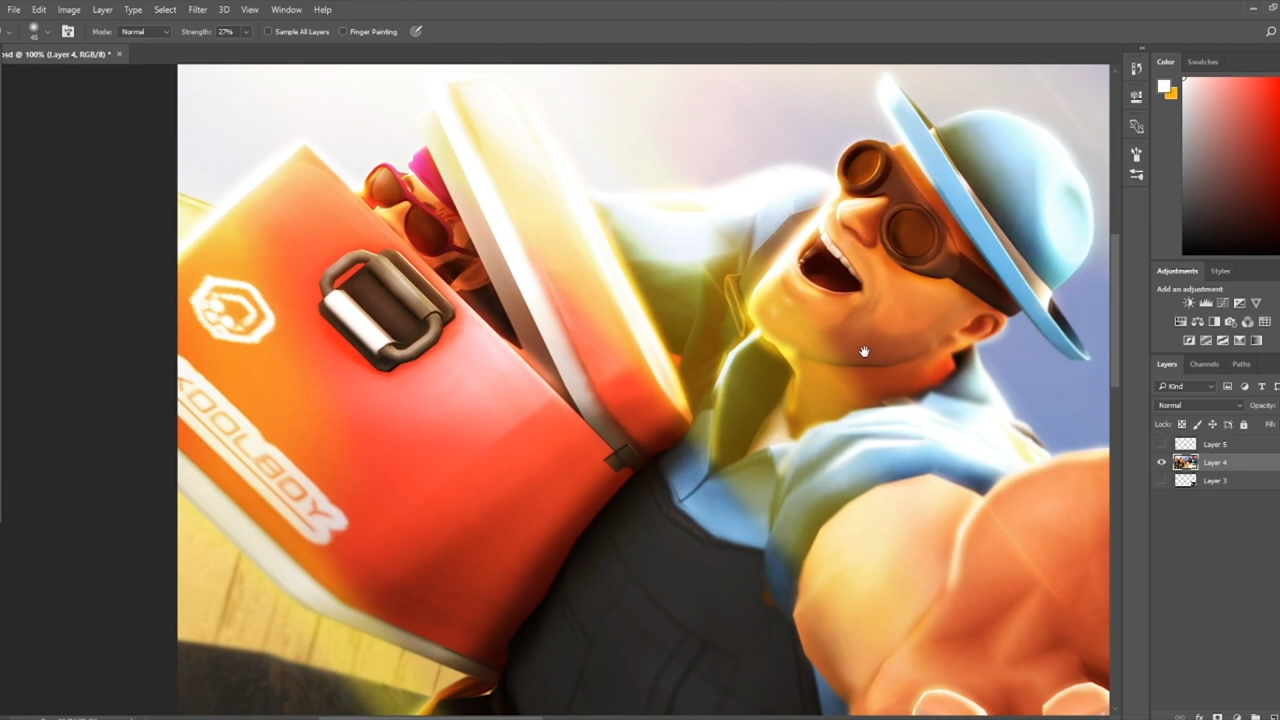 File Edit Image Layer Type Select Filter 3D View Window Help
45 Mode: Normal Strength: 27% Sample All Layers Finger Painting
sd @ 100% (Layer 4, RGB/8) * ×
Color Swatches
KOOLBOY
Adjustments Styles
Add an adjustment
Layers Channels Paths
Kind
Normal Opacity:
Lock: Fill:
Layer 5
Layer 4
Layer 3